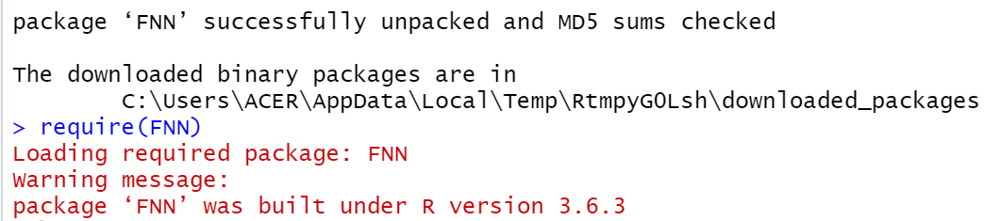 package ‘FNN’ successfully unpacked and MD5 sums checked
The downloaded binary packages are in
C:\Users\ACER\AppData\Local\Temp\RtmpyG0Lsh\downloaded_packages
> require(FNN)
Loading required package: FNN
Warning message:
package ‘FNN’ was built under R version 3.6.3